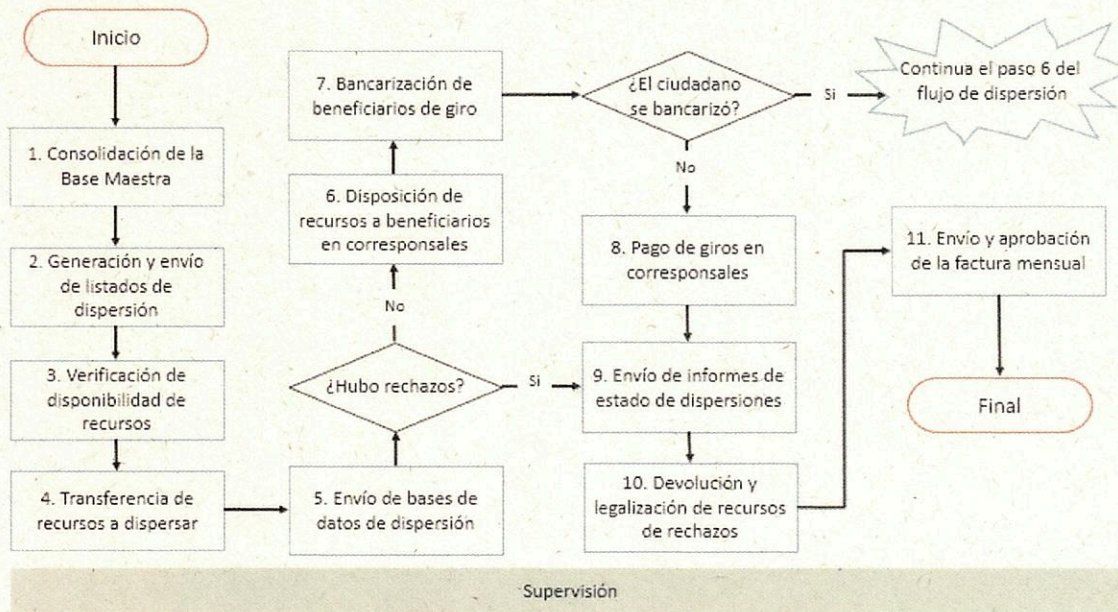 Inicio
1. Consolidación de la
Base Maestra
2. Generación y envío
de listados de
dispersión
3. Verificación de
disponibilidad de
recursos
4. Transferencia de
recursos a dispersar
5. Envío de bases de
datos de dispersión
¿Hubo rechazos?
No
Si
6. Disposición de
recursos a beneficiarios
en corresponsales
7. Bancarización de
beneficiarios de giro
¿El ciudadano
se bancarizó?
Si
Continua el paso 6 del
flujo de dispersión
No
8. Pago de giros en
corresponsales
9. Envío de informes de
estado de dispersiones
10. Devolución y
legalización de recursos
de rechazos
11. Envío y aprobación
de la factura mensual
Final
Supervisión